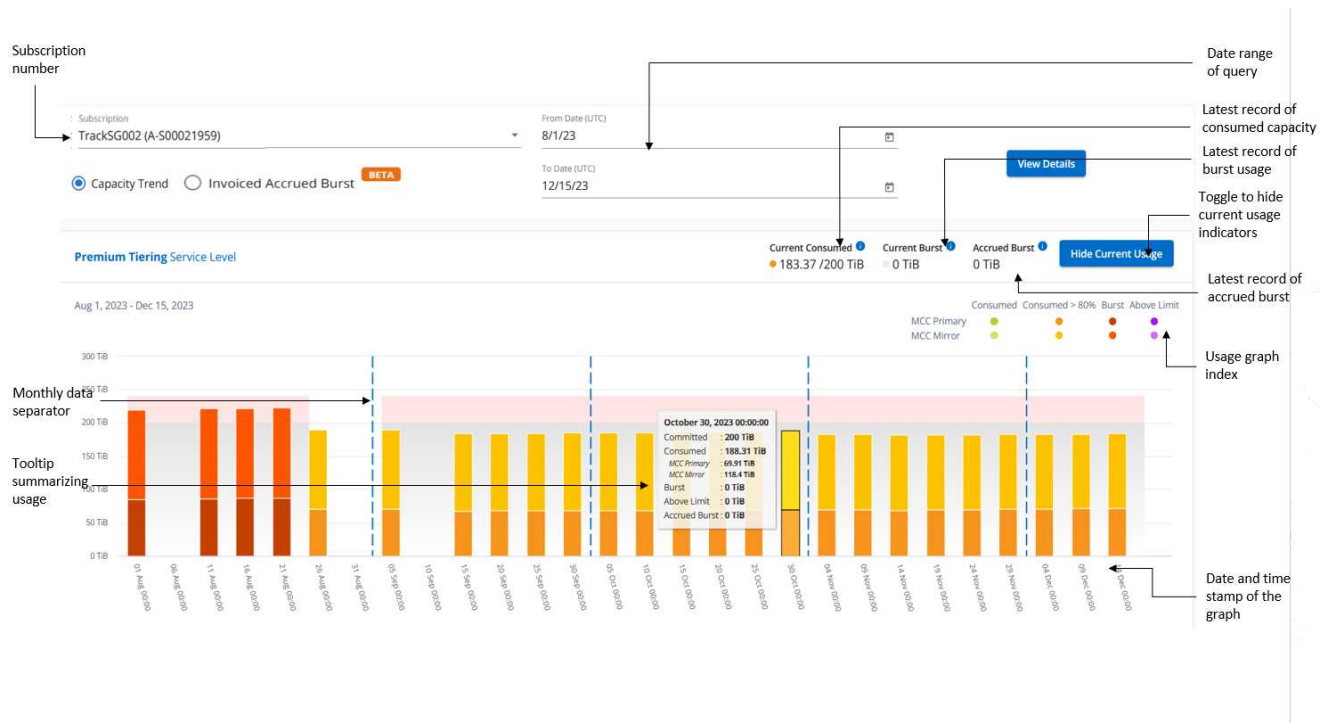 Subscription
number
Date range
of query
Subscription
TrackSG002 (A-S00021959)
From Date (UTC)
8/1/23
Latest record of
consumed capacity
Capacity Trend
Invoiced Accrued Burst
BETA
To Date (UTC)
12/15/23
View Details
Latest record of
burst usage
Toggle to hide
current usage
indicators
Premium Tiering Service Level
Current Consumed
183.37 /200 TiB
Current Burst
0 TiB
Accrued Burst
0 TiB
Hide Current Usage
Latest record of
accrued burst
Aug 1, 2023 - Dec 15, 2023
Consumed Consumed > 80% Burst Above Limit
MCC Primary
MCC Mirror
Usage graph
index
300 TiB
Monthly data
separator
250 TiB
200 TiB
150 TiB
Tooltip
summarizing
usage
100 TiB
50 TiB
0 TiB
October 30, 2023 00:00:00
Committed : 200 TiB
Consumed : 188.31 TiB
MCC Primary : 69.91 TiB
MCC Mirror : 118.4 TiB
Burst : 0 TiB
Above Limit : 0 TiB
Accrued Burst : 0 TiB
01 Aug 00:00
06 Aug 00:00
11 Aug 00:00
16 Aug 00:00
21 Aug 00:00
26 Aug 00:00
31 Aug 00:00
05 Sep 00:00
10 Sep 00:00
15 Sep 00:00
20 Sep 00:00
25 Sep 00:00
30 Sep 00:00
05 Oct 00:00
10 Oct 00:00
15 Oct 00:00
20 Oct 00:00
25 Oct 00:00
30 Oct 00:00
04 Nov 00:00
09 Nov 00:00
14 Nov 00:00
19 Nov 00:00
24 Nov 00:00
29 Nov 00:00
04 Dec 00:00
09 Dec 00:00
Dec 00:00
Date and time
stamp of the
graph